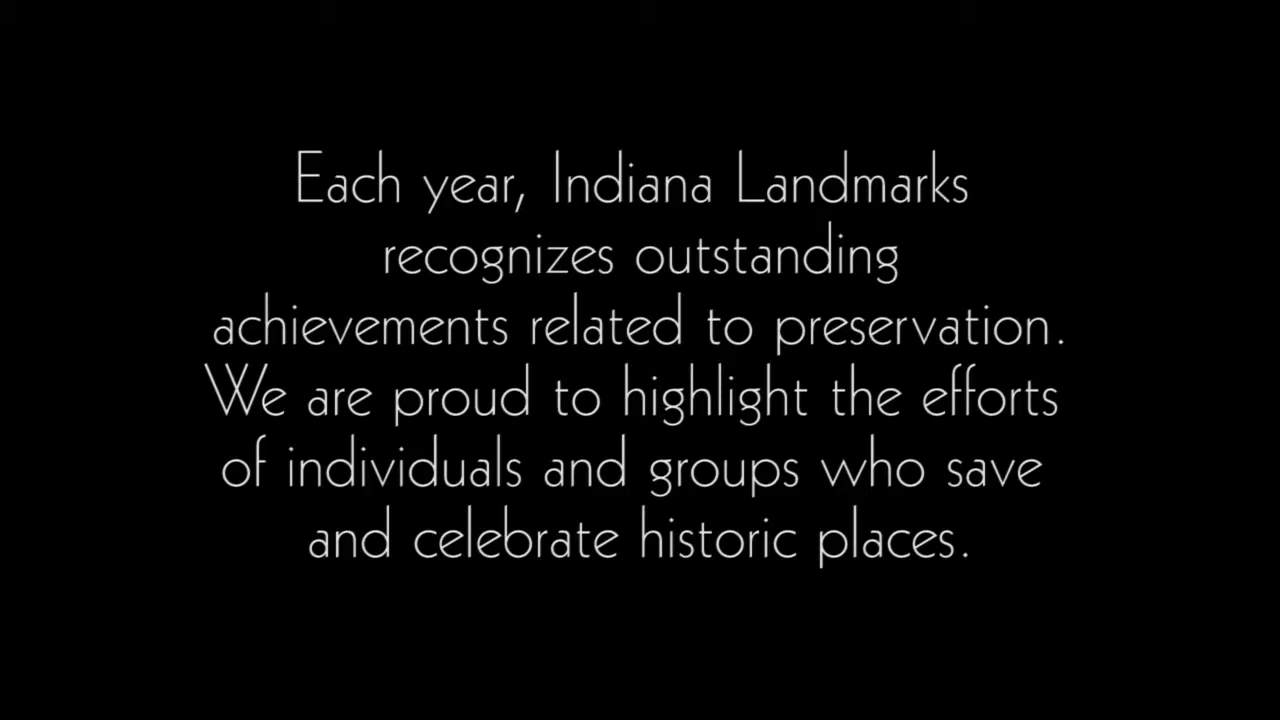 Each year, Indiana Landmarks
recognizes outstanding
achievements related to preservation.
We are proud to highlight the efforts
of individuals and groups who save
and celebrate historic places.